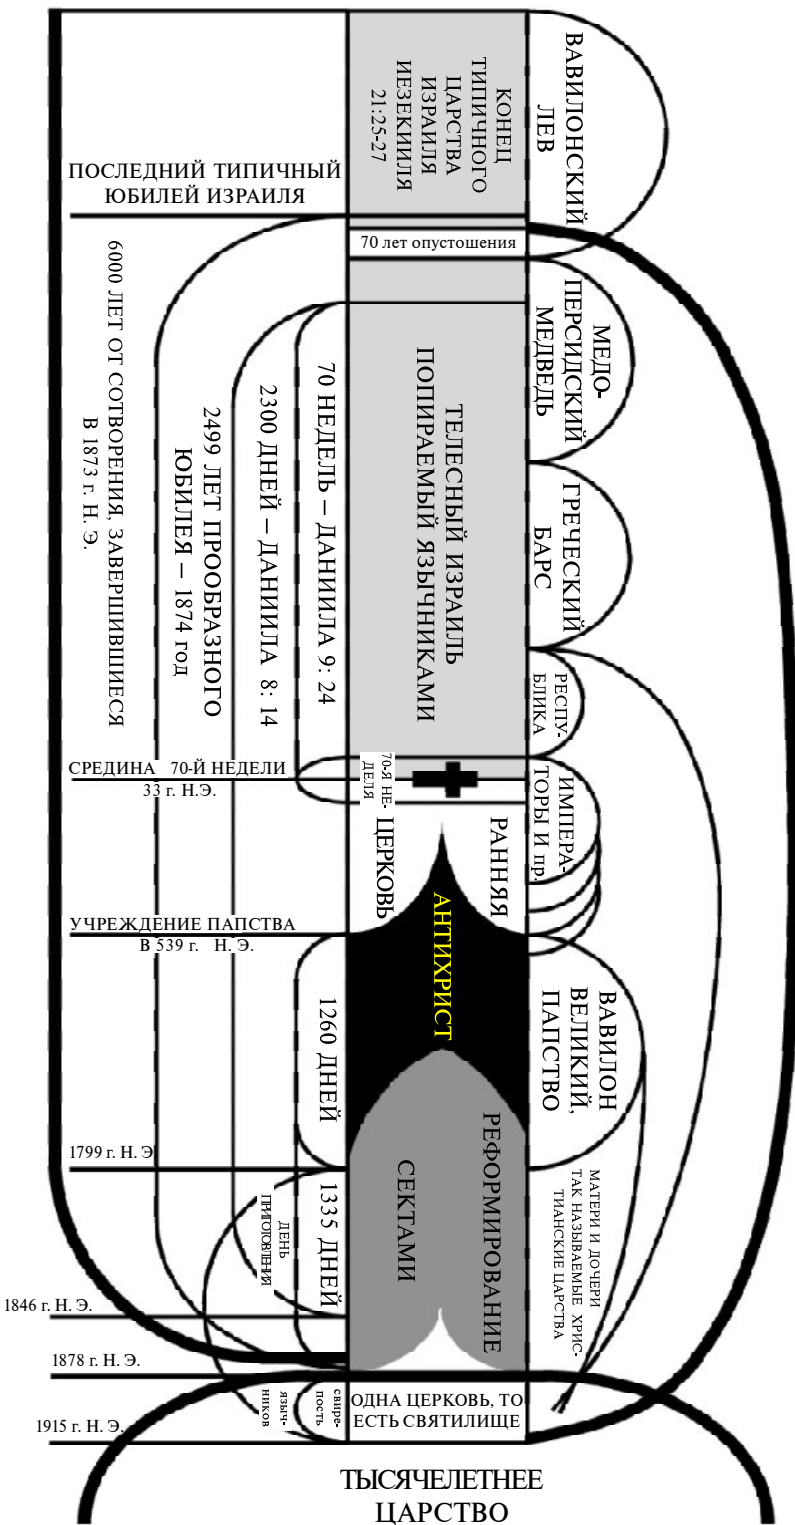 ВАВИЛОНСКИЙ
ЛЕВ
КОНЕЦ
ТИПИЧНОГО
ЦАРСТВА
ИЗРАИЛЯ
ИЕЗЕКИИЛЯ
21:25-27
ПОСЛЕДНИЙ ТИПИЧНЫЙ
ЮБИЛЕЙ ИЗРАИЛЯ
70 лет опустошения
МЕДО-
ПЕРСИДСКИЙ
МЕДВЕДЬ
ТЕЛЕСНЫЙ ИЗРАИЛЬ
ПОПИРАЕМЫЙ ЯЗЫЧНИКАМИ
70 НЕДЕЛЬ – ДАНИИЛА 9: 24
2300 ДНЕЙ – ДАНИИЛА 8: 14
2499 ЛЕТ ПРООБРАЗНОГО
ЮБИЛЕЯ – 1874 год
6000 ЛЕТ ОТ СОТВОРЕНИЯ, ЗАВЕРШИВШИЕСЯ
В 1873 г. Н. Э.
ГРЕЧЕСКИЙ
БАРС
РЕСПУ-
БЛИКА
СРЕДИНА 70-Й НЕДЕЛИ
33 г. Н.Э.
70-Я НЕ-
ДЕЛЯ
ИМПЕРА-
ТОРЫ И пр.
РАННЯЯ
ЦЕРКОВЬ
УЧРЕЖДЕНИЕ ПАПСТВА
В 539 г. Н. Э.
АНТИХРИСТ
ВАВИЛОН
ВЕЛИКИЙ,
ПАПСТВО
1260 ДНЕЙ
РЕФОРМИРОВАНИЕ
СЕКТАМИ
1799 г. Н. Э
МАТЕРИ И ДОЧЕРИ
ТАК НАЗЫВАЕМЫЕ ХРИС-
ТИАНСКИЕ ЦАРСТВА
1335 ДНЕЙ
ДЕНЬ
ПРИГОТОВЛЕНИЯ
1846 г. Н. Э.
1878 г. Н. Э.
свире-
пость
языч-
ников
ОДНА ЦЕРКОВЬ, ТО
ЕСТЬ СВЯТИЛИЩЕ
1915 г. Н. Э.
ТЫСЯЧЕЛЕТНЕЕ
ЦАРСТВО